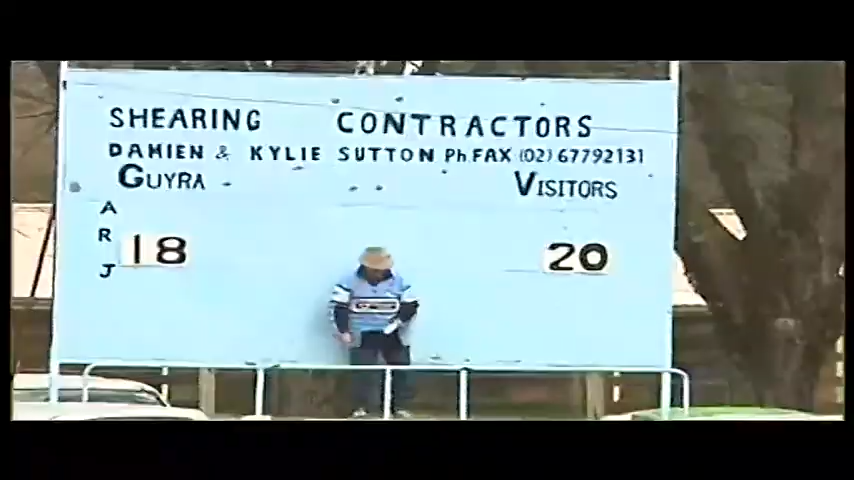 SHEARING CONTRACTORS
DAMIEN & KYLIE SUTTON Ph.FAX (02) 67792131
GUYRA VISITORS
A
R
J
18 20